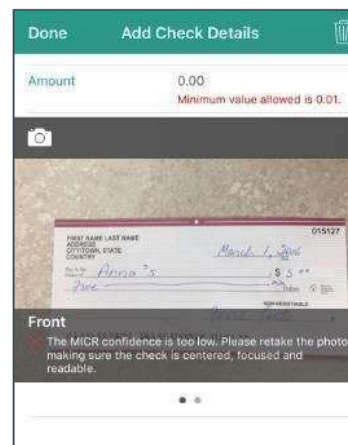 Done Add Check Details
Amount 0.00
Minimum value allowed is 0.01.
015127
FIRST NAME LAST NAME
ADDRESS
CITY/TOWN, STATE
COUNTRY
March 1, 2016
Anna's $ 5.00
five
NON-NEGOTIABLE
Front
The MICR confidence is too low. Please retake the photo
making sure the check is centered, focused and
readable.